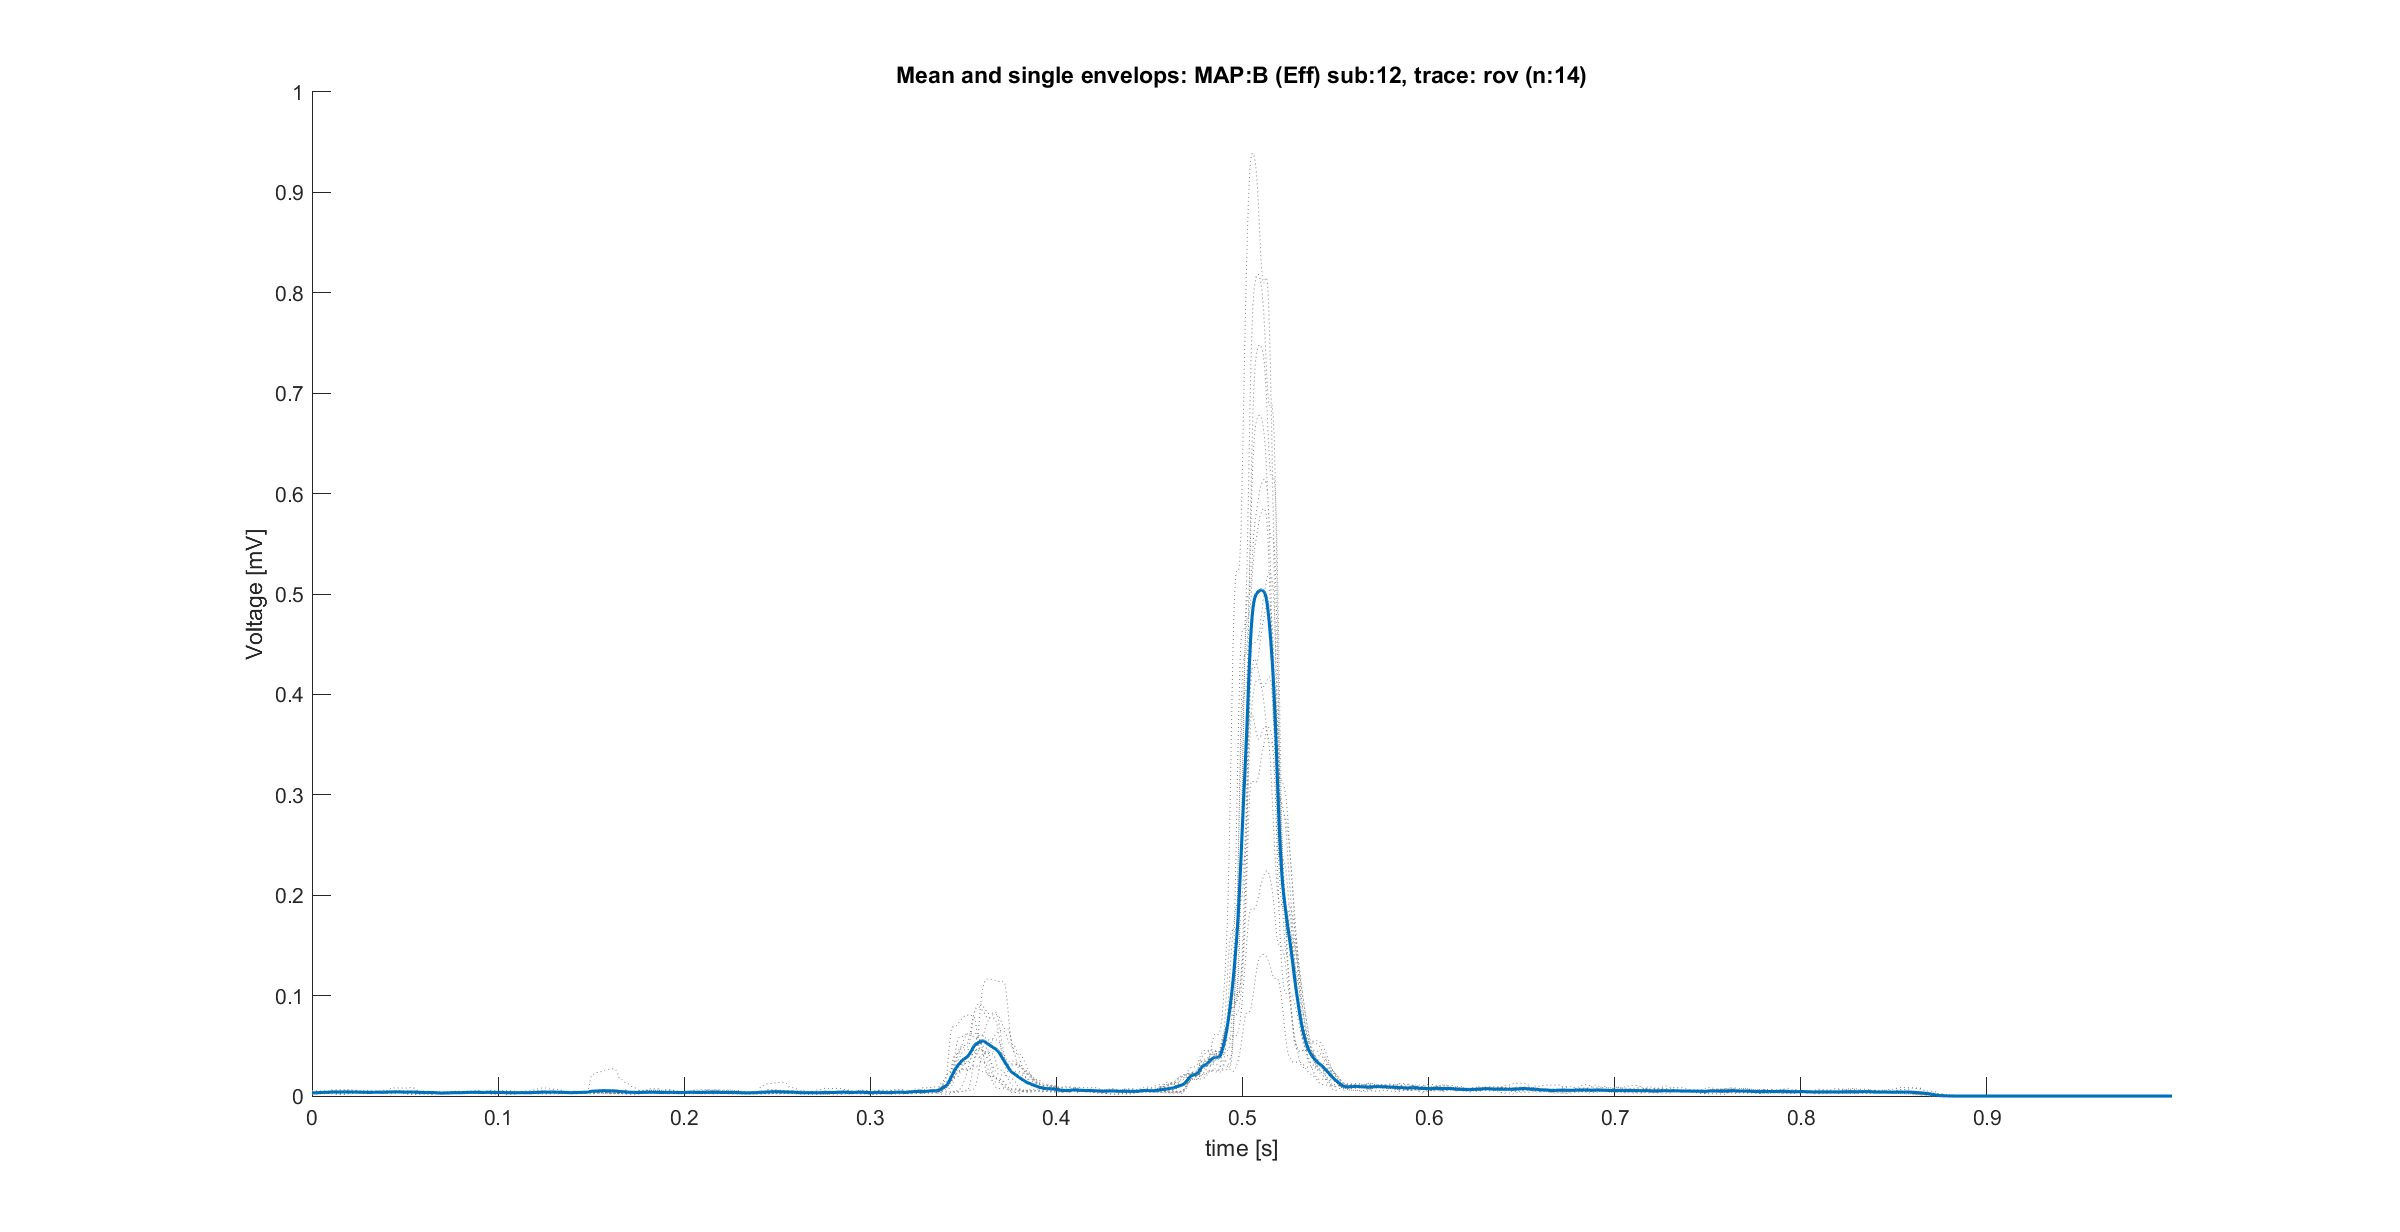 Mean and single envelops: MAP:B (Eff) sub:12, trace: rov (n:14)
1
0.9
0.8
0.7
0.6
0.5
0.4
0.3
0.2
0.1
0
Voltage [mV]
0 0.1 0.2 0.3 0.4 0.5 0.6 0.7 0.8 0.9
time [s]